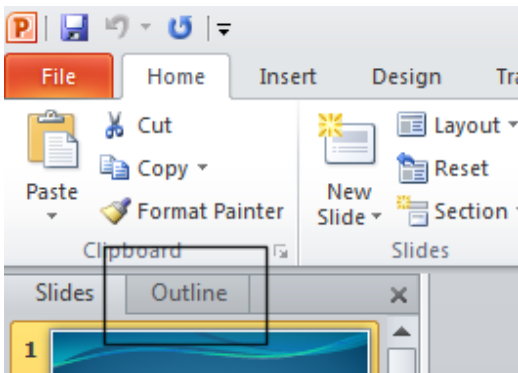 P
File Home Insert Design Tra
Cut
Copy
Paste
Format Painter
Clipboard
New
Slide
Layout
Reset
Section
Slides
Slides Outline
1